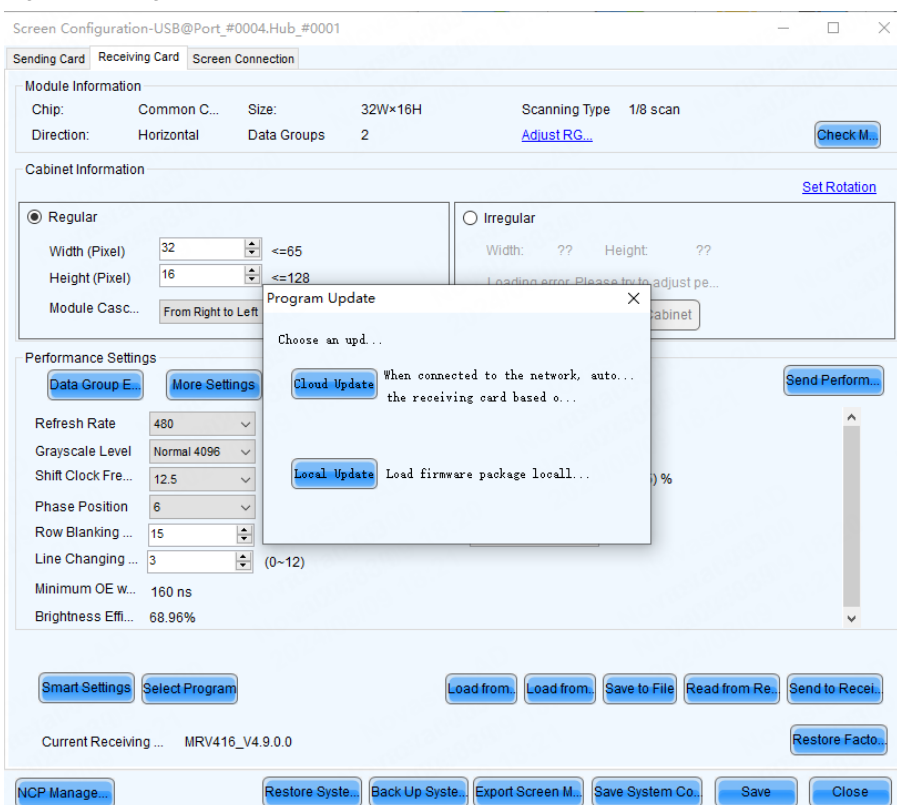 Screen Configuration-USB@Port_#0004.Hub_#0001
Sending Card Receiving Card Screen Connection
Module Information
Chip: Common C... Size: 32W×16H Scanning Type 1/8 scan
Direction: Horizontal Data Groups 2 Adjust RG... Check M...
Cabinet Information
Set Rotation
Regular Irregular
Width (Pixel) 32 <=65 Width: ?? Height: ??
Height (Pixel) 16 <=128 Loading error. Please try to adjust pe...
Module Casc... From Right to Left Cabinet
Program Update
Choose an upd...
Cloud Update When connected to the network, auto...
the receiving card based o...
Local Update Load firmware package locall...
Performance Settings
Data Group E... More Settings Send Perform...
Refresh Rate 480
Grayscale Level Normal 4096
Shift Clock Fre... 12.5 ) %
Phase Position 6
Row Blanking ... 15
Line Changing ... 3 (0~12)
Minimum OE w... 160 ns
Brightness Effi... 68.96%
Smart Settings Select Program Load from.. Load from.. Save to File Read from Re... Send to Recei...
Current Receiving ... MRV416_V4.9.0.0 Restore Facto...
NCP Manage... Restore Syste... Back Up Syste... Export Screen M... Save System Co... Save Close